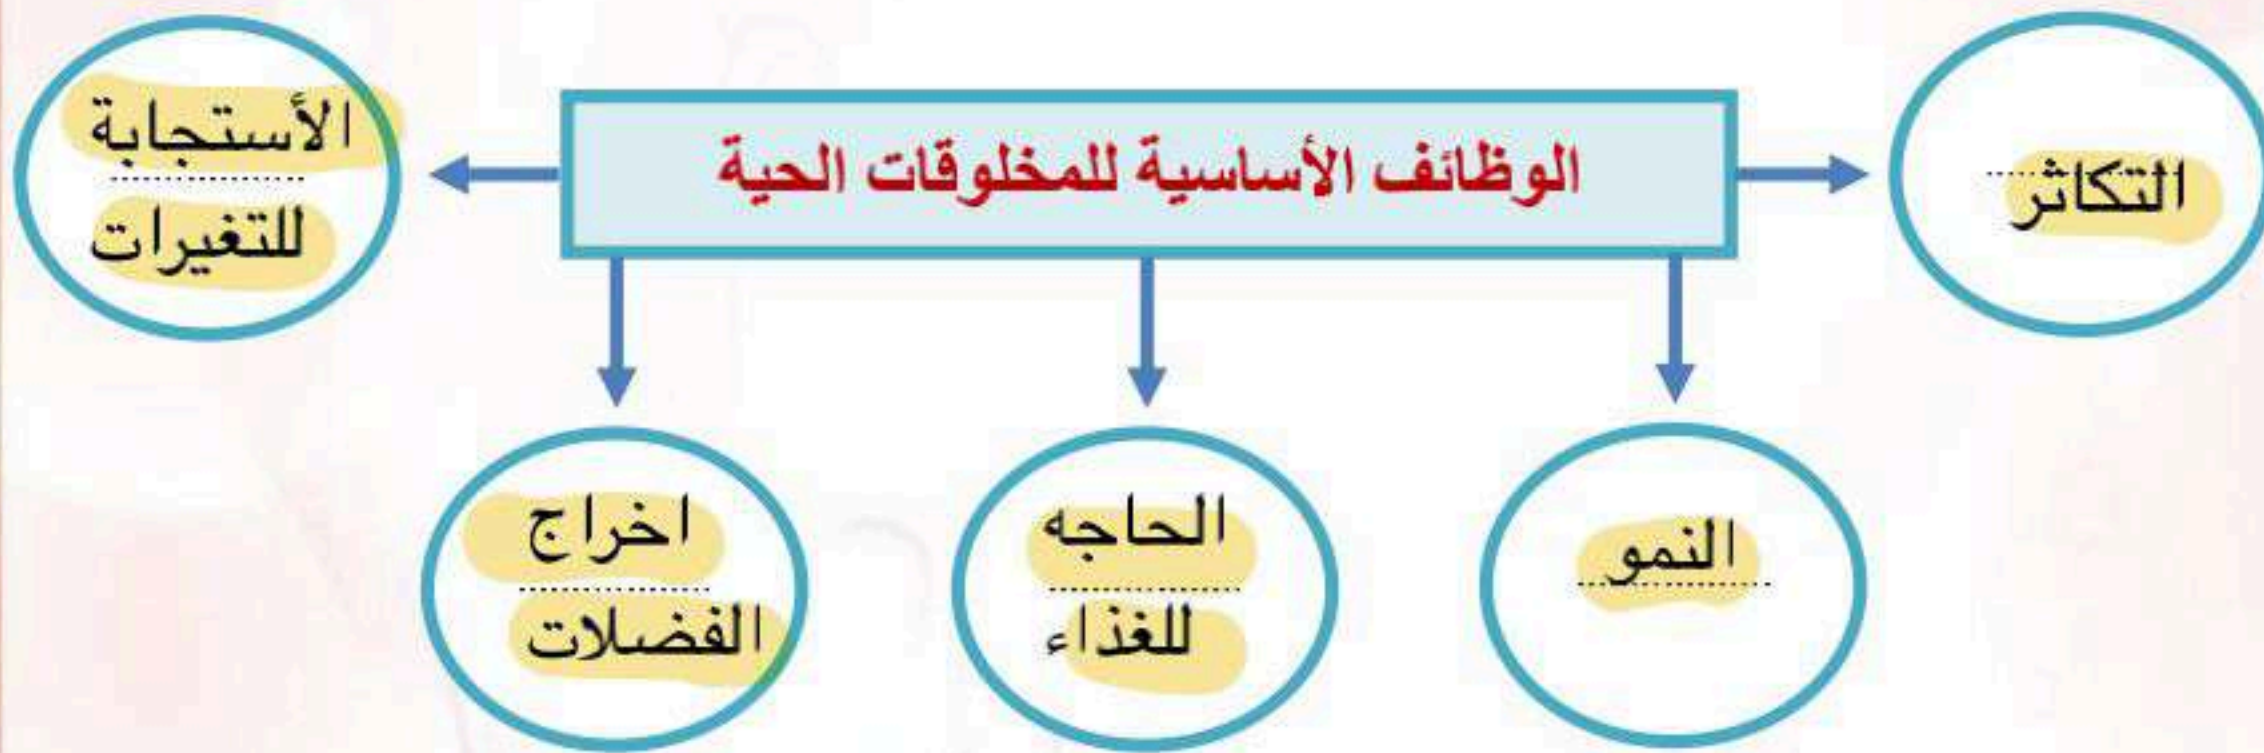 الوظائف الأساسية للمخلوقات الحية
التكاثر
الأستجابة
للتغيرات
النمو
الحاجه
للغذاء
اخراج
الفضلات